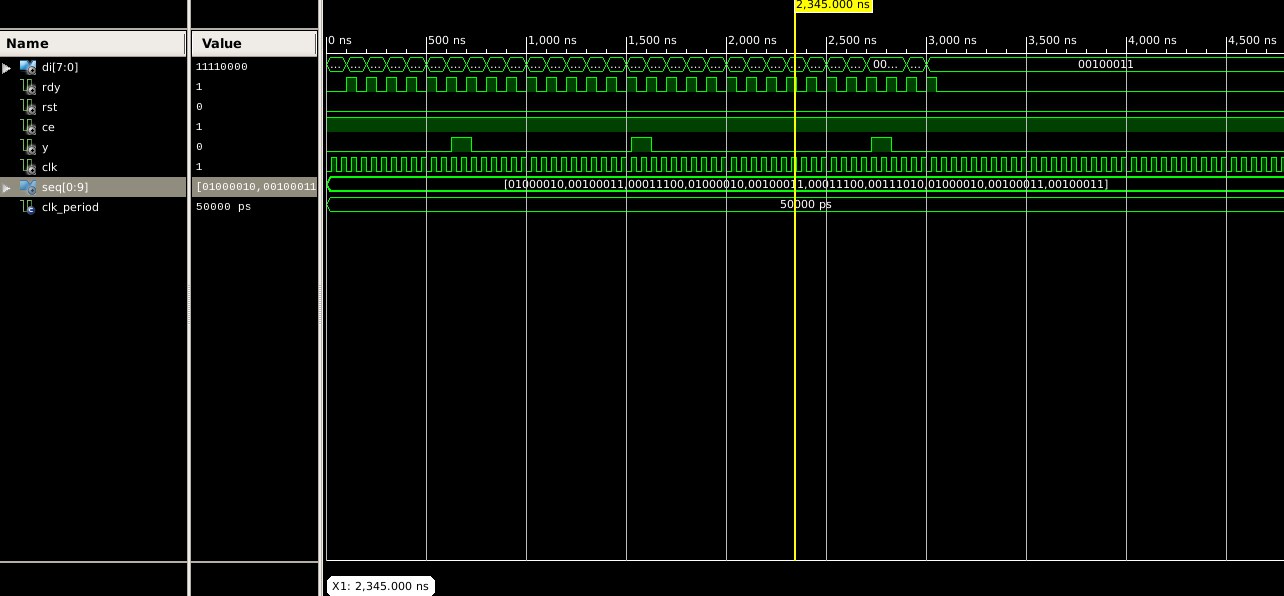 2,345.000 ns
Name Value 0 ns 500 ns 1,000 ns 1,500 ns 2,000 ns 2,500 ns 3,000 ns 3,500 ns 4,000 ns 4,500 ns
di[7:0] 11110000 ... ... ... ... ... ... ... ... ... ... ... ... ... ... ... ... ... ... ... ... ... ... ... ... ... ... ... 00... ... 00100011
rdy 1
rst 0
ce 1
y 0
clk 1
seq[0:9] [01000010,00100011 [01000010,00100011,00011100,01000010,00100011,00011100,00111010,01000010,00100011,00100011]
clk_period 50000 ps 50000 ps
X1: 2,345.000 ns